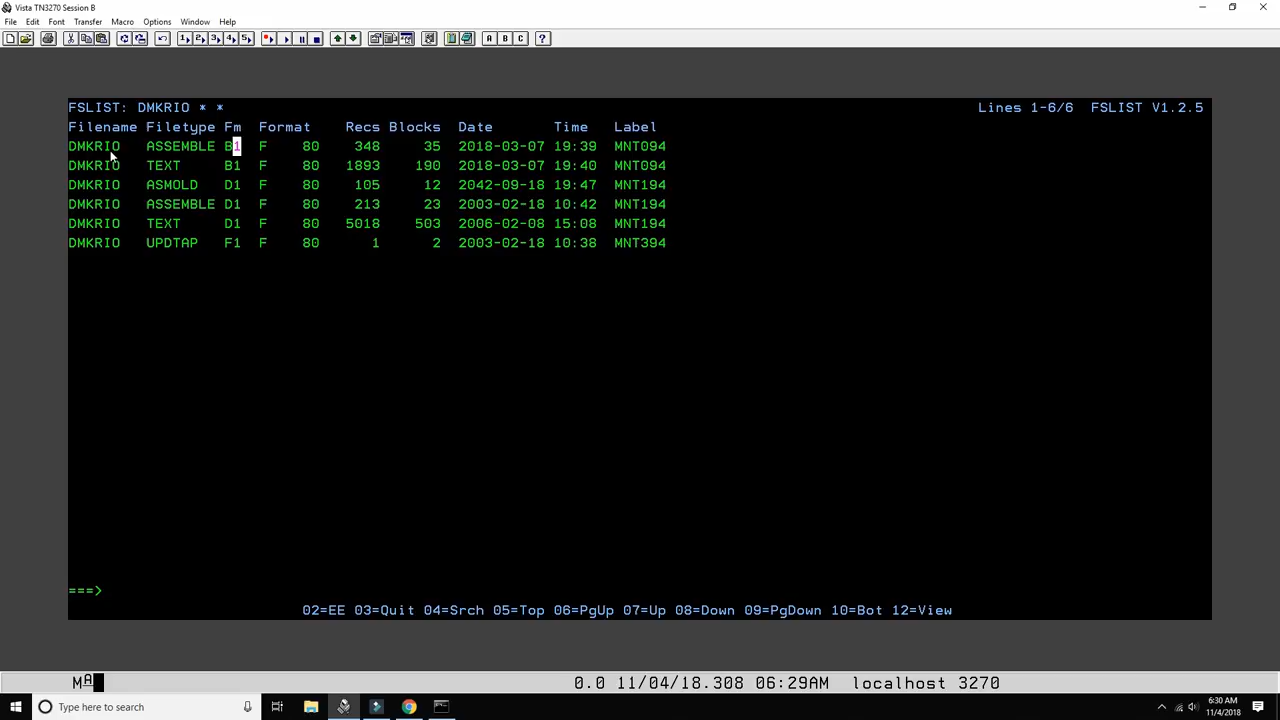 Vista TN3270 Session B
File Edit Font Transfer Macro Options Window Help
1 2 3 4 5 A B C ?
FSLIST: DMKRIO * * Lines 1-6/6 FSLIST V1.2.5
Filename Filetype Fm Format Recs Blocks Date Time Label
DMKRIO ASSEMBLE B1 F 80 348 35 2018-03-07 19:39 MNT094
DMKRIO TEXT B1 F 80 1893 190 2018-03-07 19:40 MNT094
DMKRIO ASMOLD D1 F 80 105 12 2042-09-18 19:47 MNT194
DMKRIO ASSEMBLE D1 F 80 213 23 2003-02-18 10:42 MNT194
DMKRIO TEXT D1 F 80 5018 503 2006-02-08 15:08 MNT194
DMKRIO UPDTAP F1 F 80 1 2 2003-02-18 10:38 MNT394
===>
02=EE 03=Quit 04=Srch 05=Top 06=PgUp 07=Up 08=Down 09=PgDown 10=Bot 12=View
MA 0.0 11/04/18.308 06:29AM localhost 3270
Type here to search
6:30 AM
11/4/2018